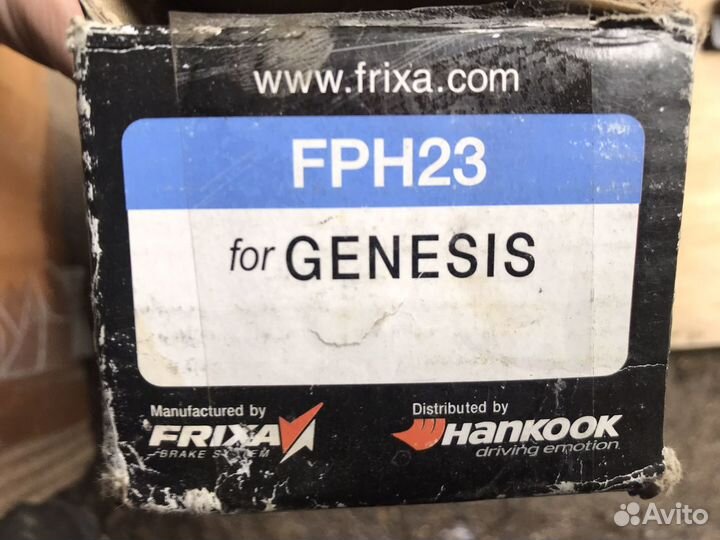 www.frixa.com
FPH23
for GENESIS
Manufactured by
FRIXA
BRAKE SYSTEM
Distributed by
HANKOOK
driving emotion
Avito